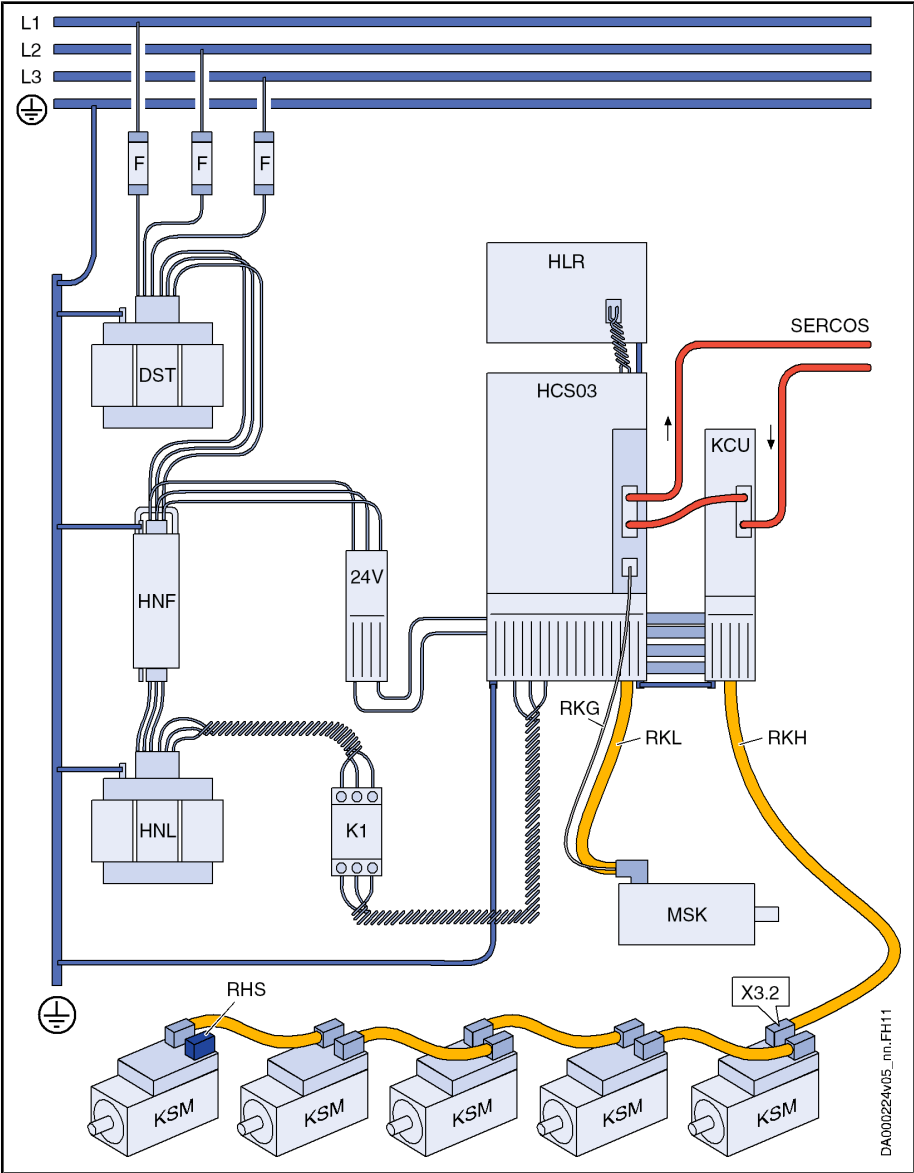 L1
L2
L3
F F F
HLR
SERCOS
DST
HCS03
KCU
24V
HNF
RKG
RKL
RKH
HNL
K1
MSK
RHS
X3.2
KSM KSM KSM KSM KSM
DA000224v05_nn.FH11